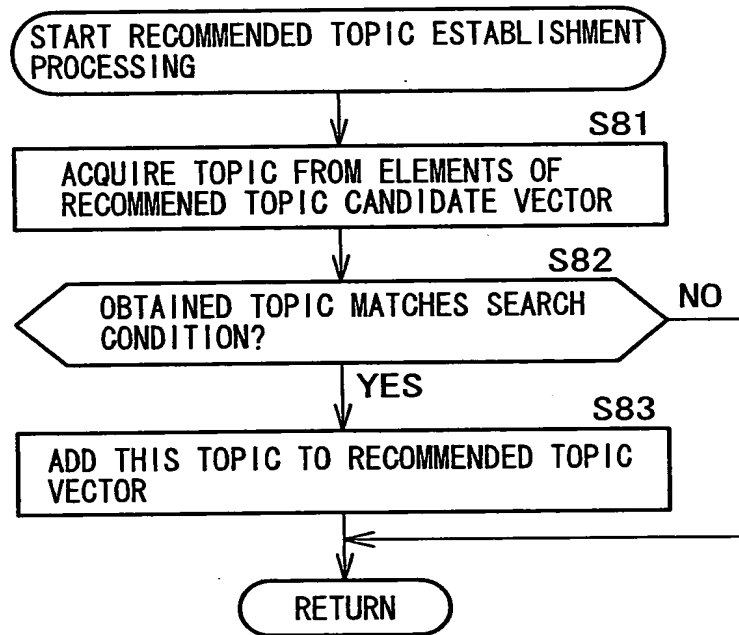 START RECOMMENDED TOPIC ESTABLISHMENT
PROCESSING
S81
ACQUIRE TOPIC FROM ELEMENTS OF
RECOMMENED TOPIC CANDIDATE VECTOR
S82
OBTAINED TOPIC MATCHES SEARCH
CONDITION?
NO
YES
S83
ADD THIS TOPIC TO RECOMMENDED TOPIC
VECTOR
RETURN